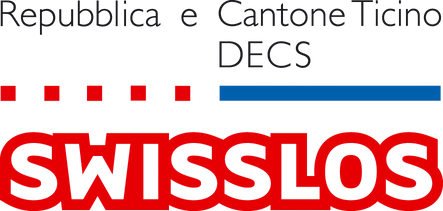 Repubblica e Cantone Ticino
DECS
SWISSLOS